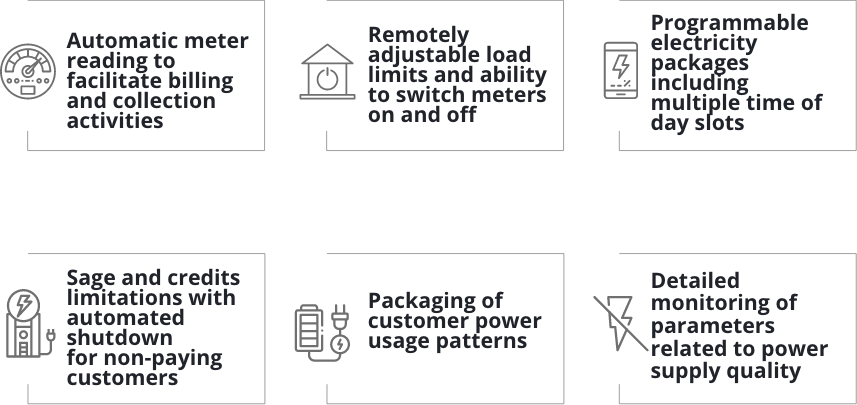 Automatic meter
reading to
facilitate billing
and collection
activities
Remotely
adjustable load
limits and ability
to switch meters
on and off
Programmable
electricity
packages
including
multiple time of
day slots
Sage and credits
limitations with
automated
shutdown
for non-paying
customers
Packaging of
customer power
usage patterns
Detailed
monitoring of
parameters
related to power
supply quality